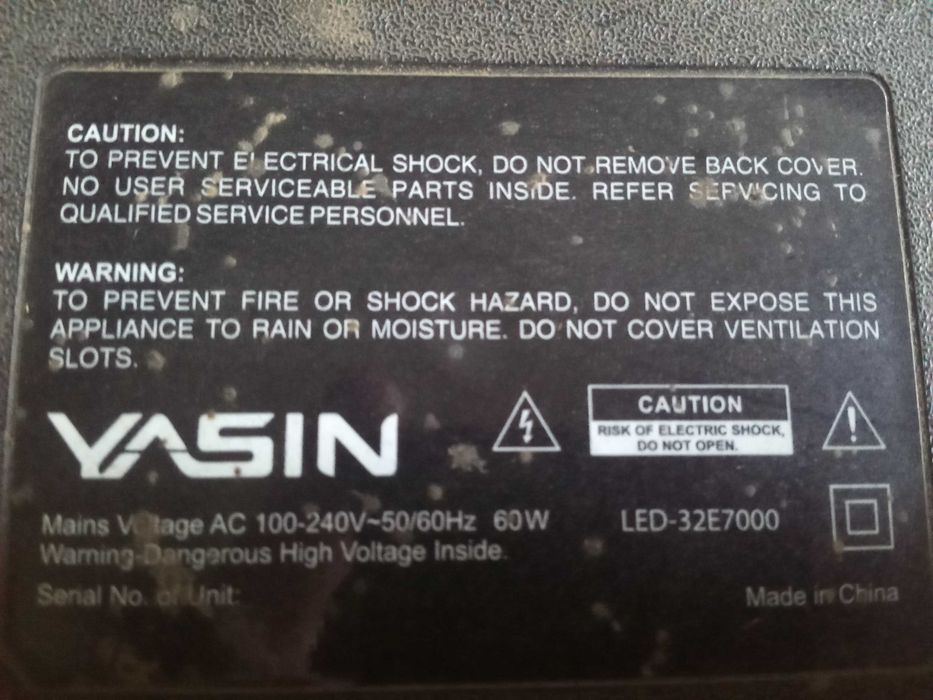 CAUTION:
TO PREVENT ELECTRICAL SHOCK, DO NOT REMOVE BACK COVER.
NO USER SERVICEABLE PARTS INSIDE. REFER SERVICING TO
QUALIFIED SERVICE PERSONNEL.
WARNING:
TO PREVENT FIRE OR SHOCK HAZARD, DO NOT EXPOSE THIS
APPLIANCE TO RAIN OR MOISTURE. DO NOT COVER VENTILATION
SLOTS.
YASIN
CAUTION
RISK OF ELECTRIC SHOCK,
DO NOT OPEN.
Mains Voltage AC 100-240V~50/60Hz 60W
LED-32E7000
Warning-Dangerous High Voltage Inside.
Serial No. of Unit:
Made in China